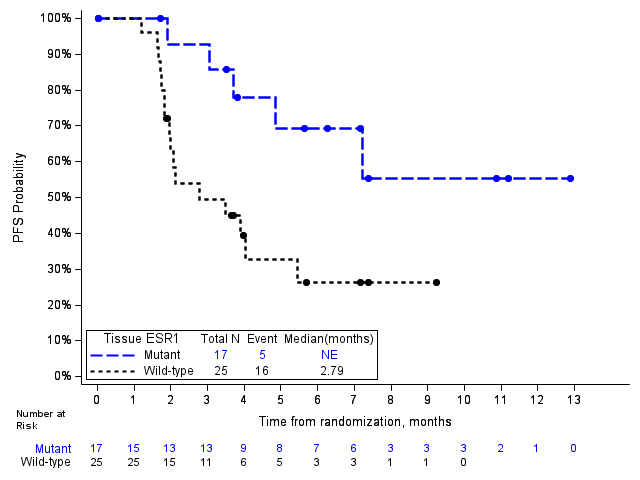 100%
90%
80%
70%
60%
50%
40%
30%
20%
10%
0%
PFS Probability
Tissue ESR1 Total N Event Median(months)
Mutant 17 5 NE
Wild-type 25 16 2.79
0 1 2 3 4 5 6 7 8 9 10 11 12 13
Time from randomization, months
Number at
Risk
Mutant 17 15 13 13 9 8 7 6 3 3 3 2 1 0
Wild-type 25 25 15 11 6 5 3 3 1 1 0